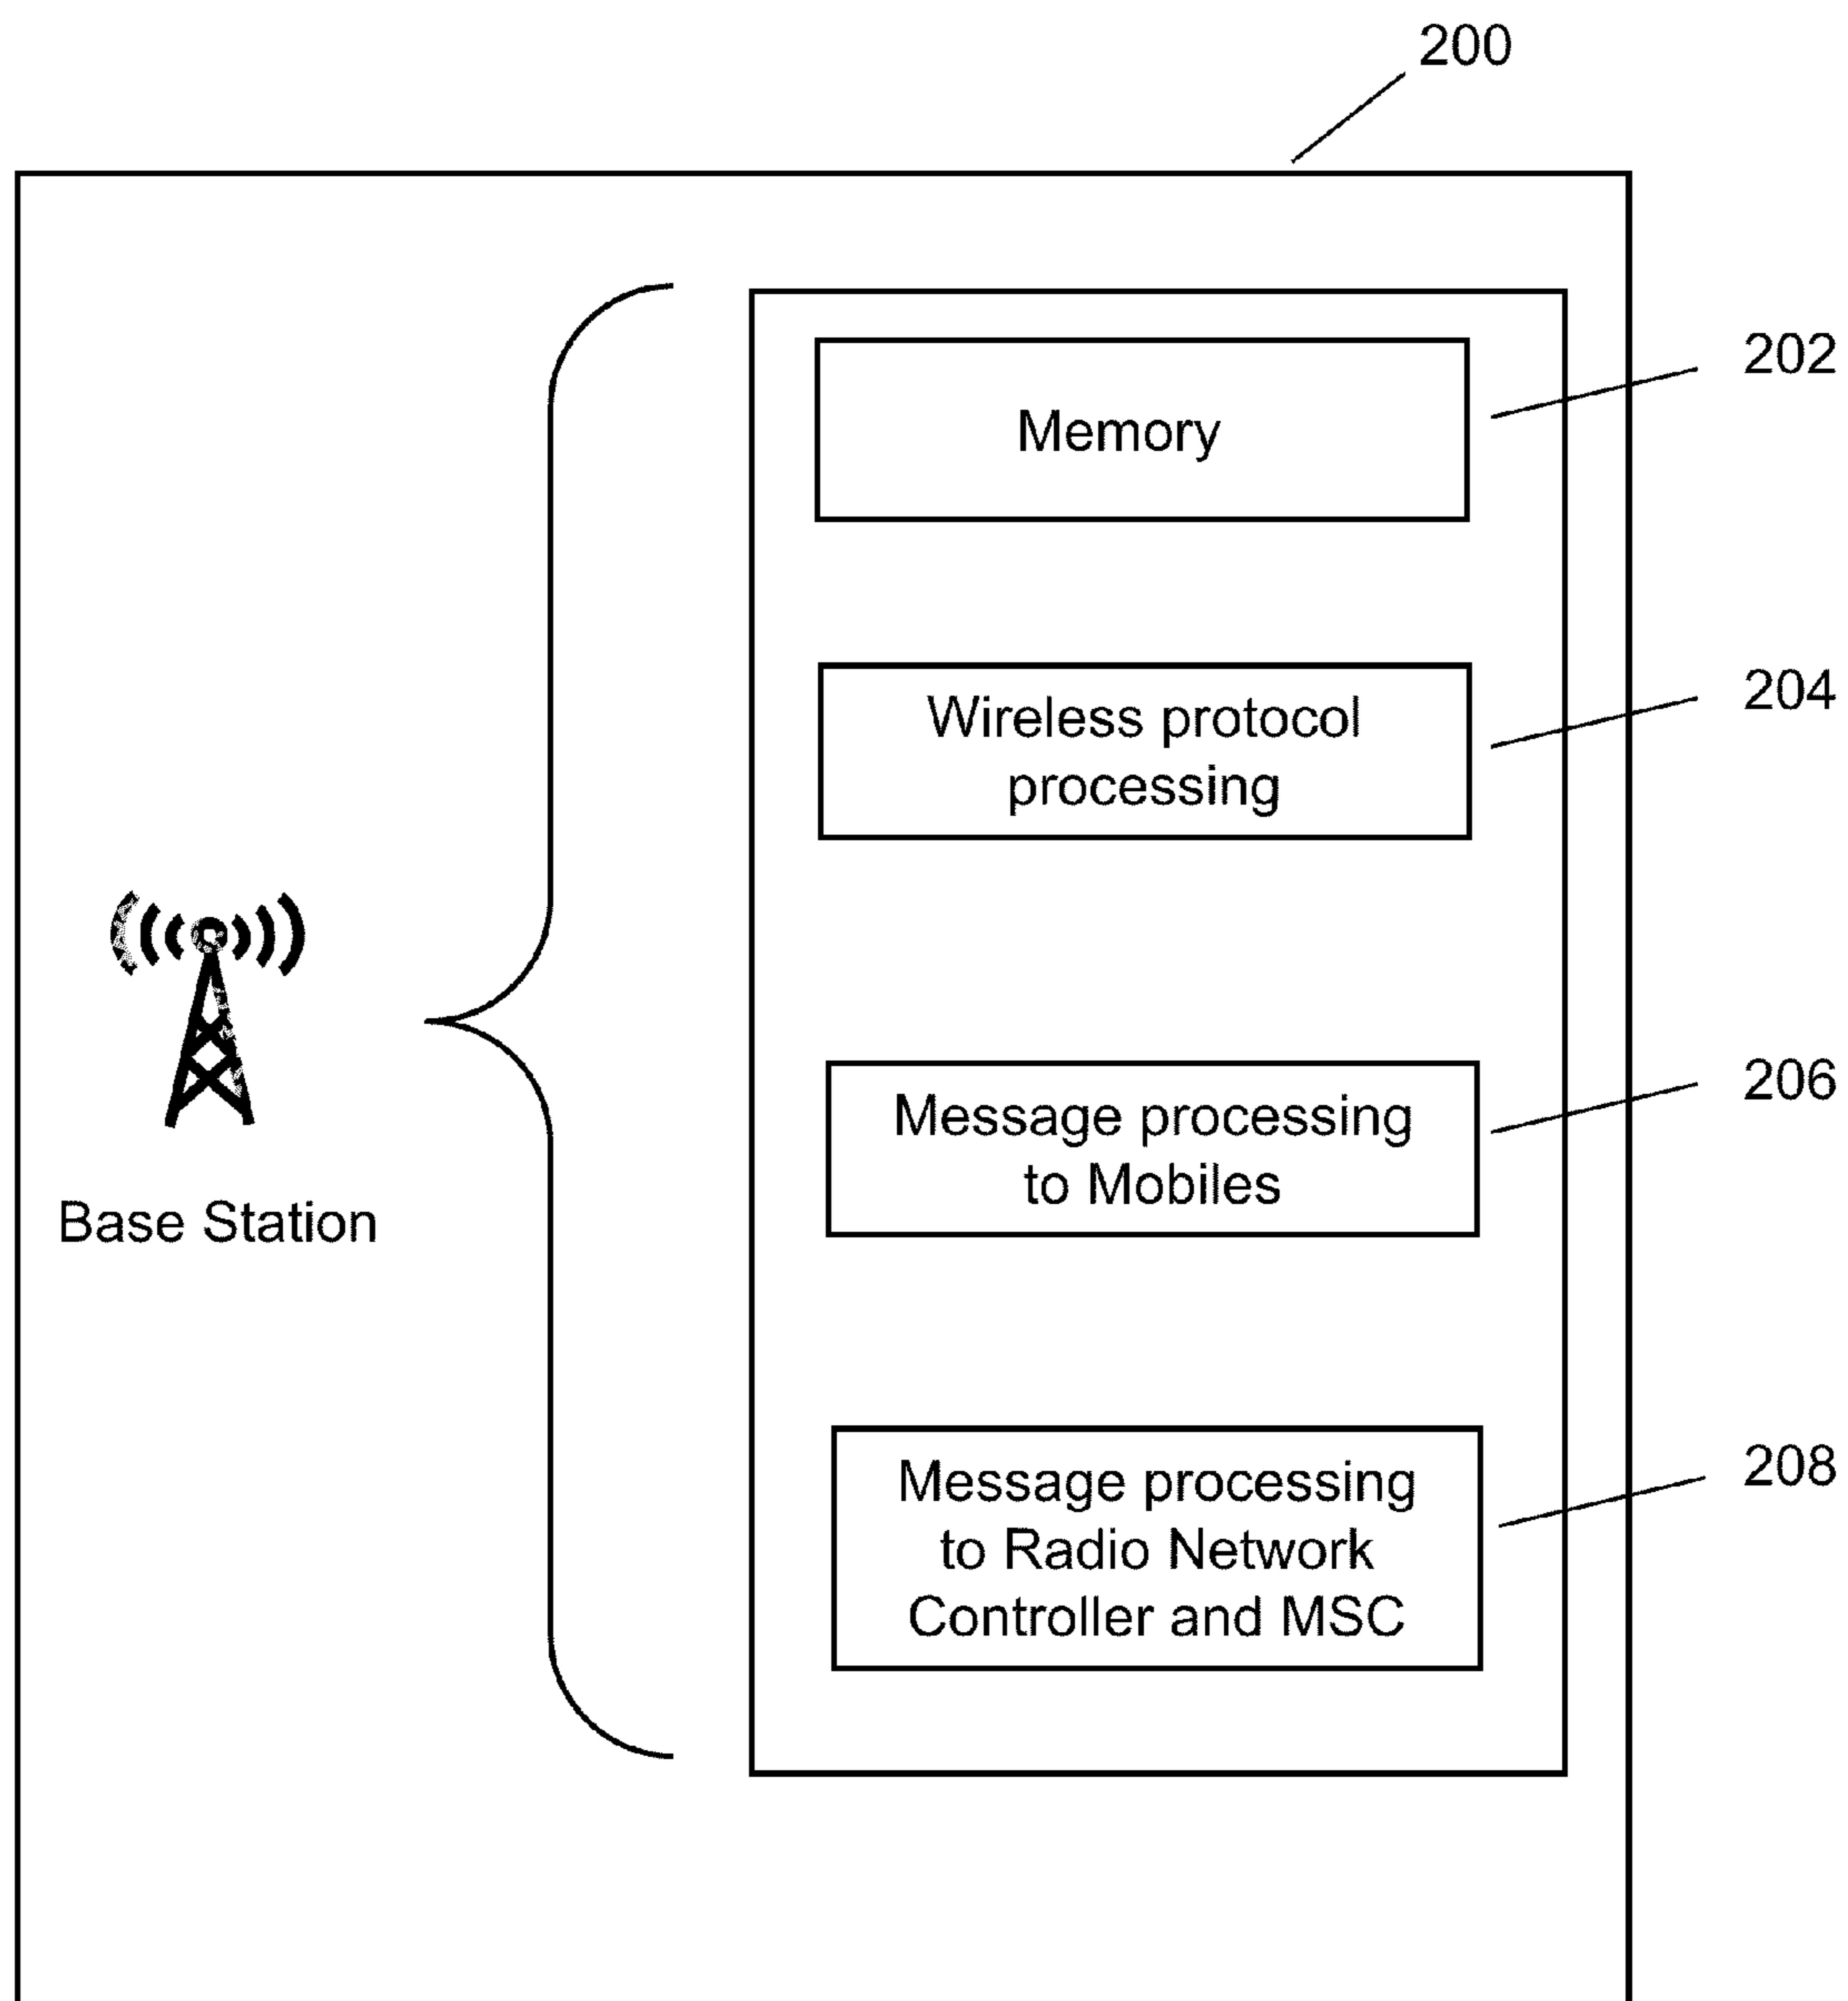 200
Memory
202
Wireless protocol
processing
204
Message processing
to Mobiles
206
Base Station
Message processing
to Radio Network
Controller and MSC
208